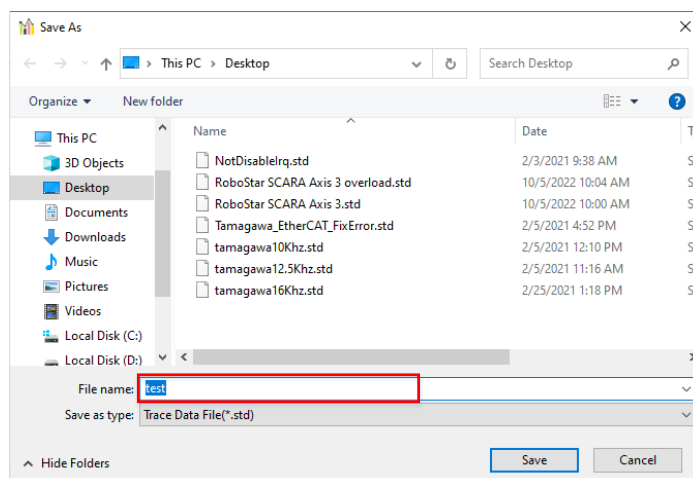 Save As
This PC > Desktop
Search Desktop
Organize
New folder
?
Name
Date
This PC
3D Objects
Desktop
Documents
Downloads
Music
Pictures
Videos
Local Disk (C:)
Local Disk (D:)
NotDisableIrq.std 2/3/2021 9:38 AM S
RoboStar SCARA Axis 3 overload.std 10/5/2022 10:04 AM S
RoboStar SCARA Axis 3.std 10/5/2022 10:00 AM S
Tamagawa_EtherCAT_FixError.std 2/5/2021 4:52 PM S
tamagawa10Khz.std 2/5/2021 12:10 PM S
tamagawa12.5Khz.std 2/5/2021 11:16 AM S
tamagawa16Khz.std 2/25/2021 1:18 PM S
File name: test
Save as type: Trace Data File(*.std)
Hide Folders
Save
Cancel